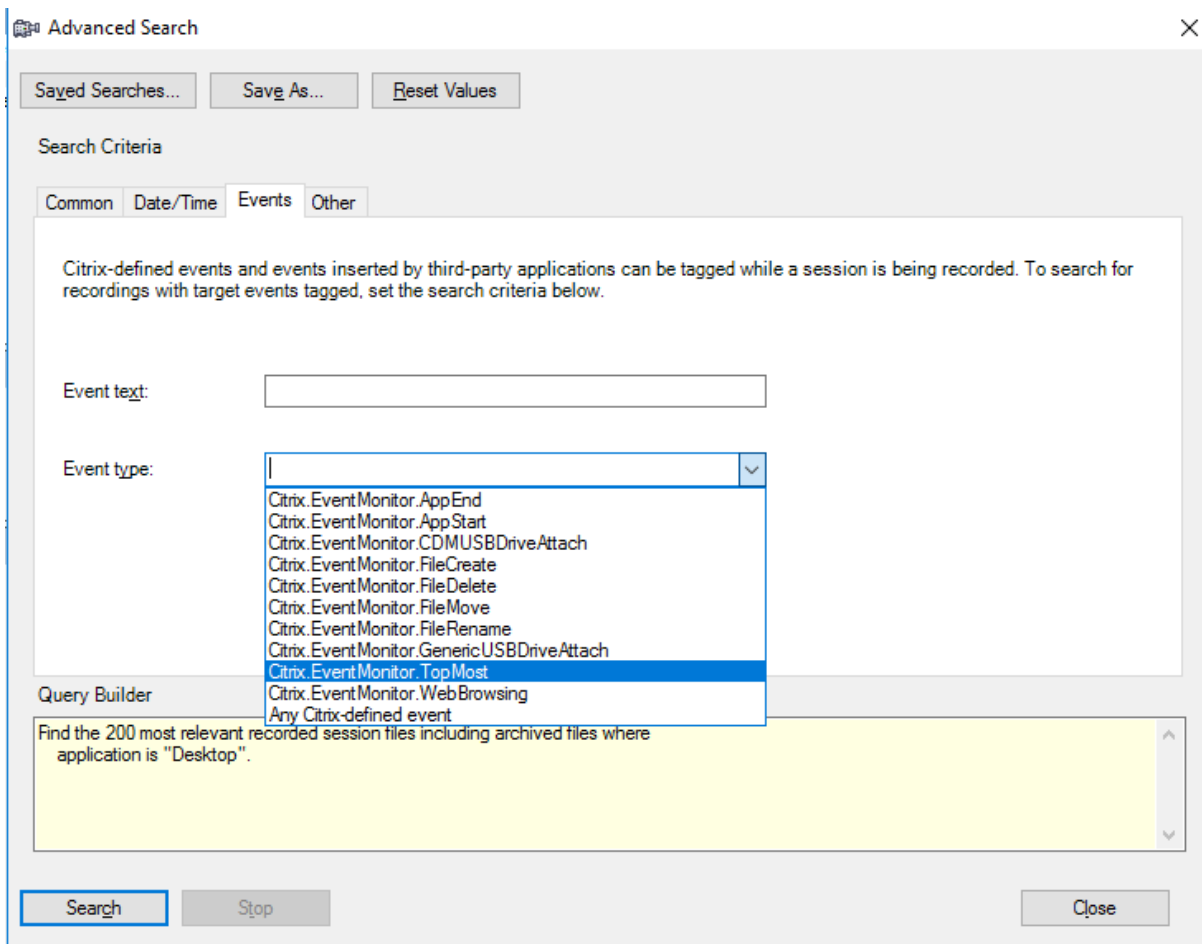 Advanced Search
Saved Searches... Save As... Reset Values
Search Criteria
Common Date/Time Events Other
Citrix-defined events and events inserted by third-party applications can be tagged while a session is being recorded. To search for
recordings with target events tagged, set the search criteria below.
Event text:
Event type:
Citrix.EventMonitor.AppEnd
Citrix.EventMonitor.AppStart
Citrix.EventMonitor.CDMUSBDriveAttach
Citrix.EventMonitor.FileCreate
Citrix.EventMonitor.FileDelete
Citrix.EventMonitor.FileMove
Citrix.EventMonitor.FileRename
Citrix.EventMonitor.GenericUSBDriveAttach
Citrix.EventMonitor.TopMost
Citrix.EventMonitor.WebBrowsing
Any Citrix-defined event
Query Builder
Find the 200 most relevant recorded session files including archived files where
application is "Desktop".
Search Stop Close